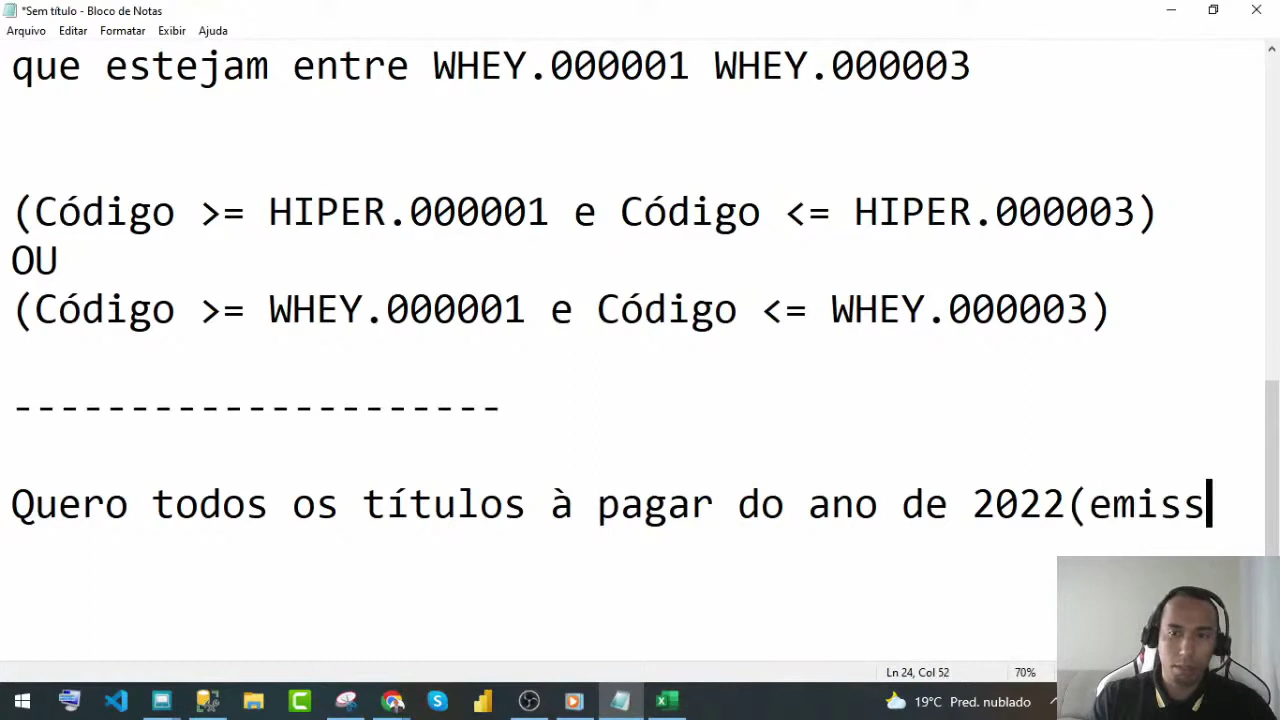 *Sem título - Bloco de Notas
Arquivo Editar Formatar Exibir Ajuda
que estejam entre WHEY.000001 WHEY.000003
(Código >= HIPER.000001 e Código <= HIPER.000003)
OU
(Código >= WHEY.000001 e Código <= WHEY.000003)
---------------------
Quero todos os títulos à pagar do ano de 2022(emiss
Ln 24, Col 52 70%
19°C Pred. nublado